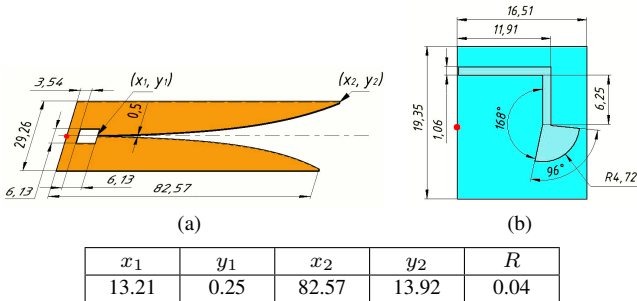 3,54
(x1, y1)
(x2, y2)
0,5
29,26
6,13
6,13
82,57
(a)
16,51
11,91
19,35
1,06
168°
6,25
96°
R4,72
(b)
x1 y1 x2 y2 R
13.21 0.25 82.57 13.92 0.04